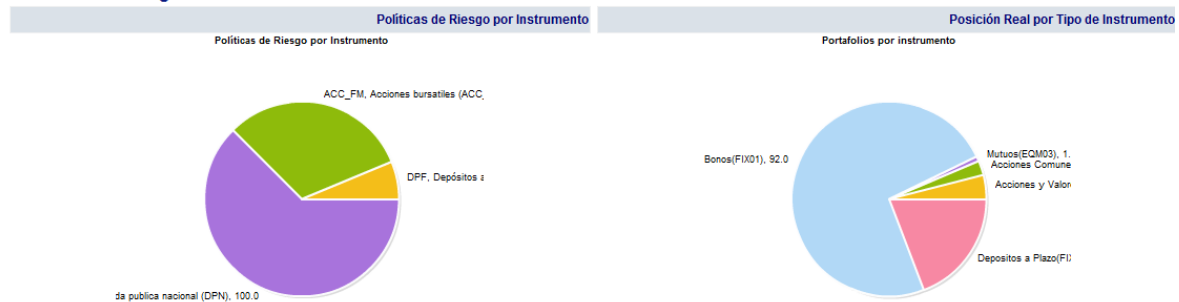 Políticas de Riesgo por Instrumento
Políticas de Riesgo por Instrumento
ACC_FM, Acciones bursatiles (ACC_
DPF, Depósitos a
da publica nacional (DPN), 100.0
Posición Real por Tipo de Instrumento
Portafolios por instrumento
Bonos(FIX01), 92.0
Mutuos(EQM03), 1.
Acciones Comune
Acciones y Valor
Depositos a Plazo(FI